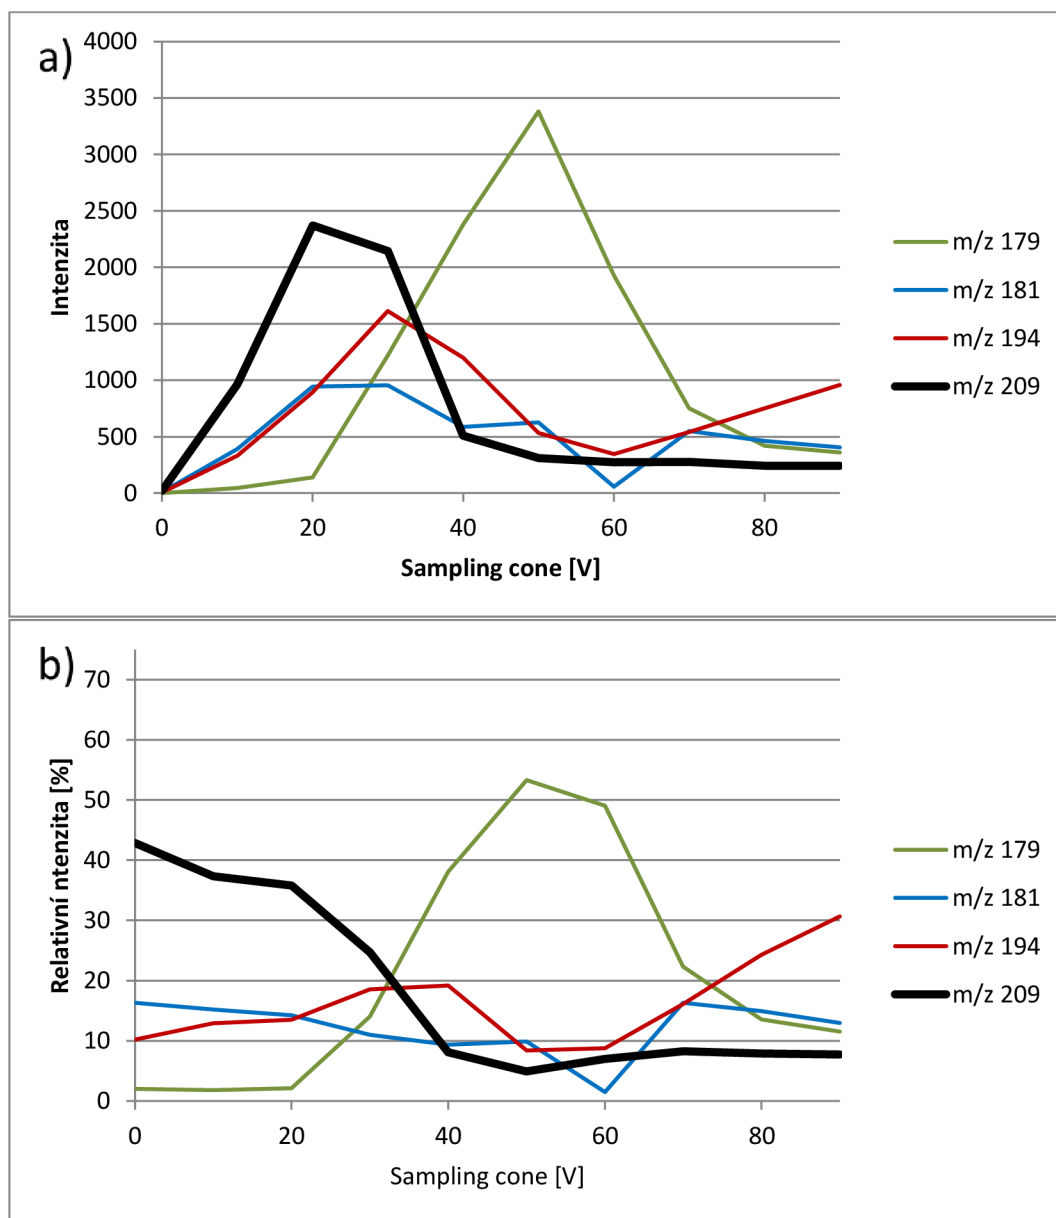 a)
4000
3500
3000
2500
2000
1500
1000
500
0
Intenzita
0 20 40 60 80
Sampling cone [V]
m/z 179
m/z 181
m/z 194
m/z 209
b)
70
60
50
40
30
20
10
0
Relativní ntenzita [%]
0 20 40 60 80
Sampling cone [V]
m/z 179
m/z 181
m/z 194
m/z 209